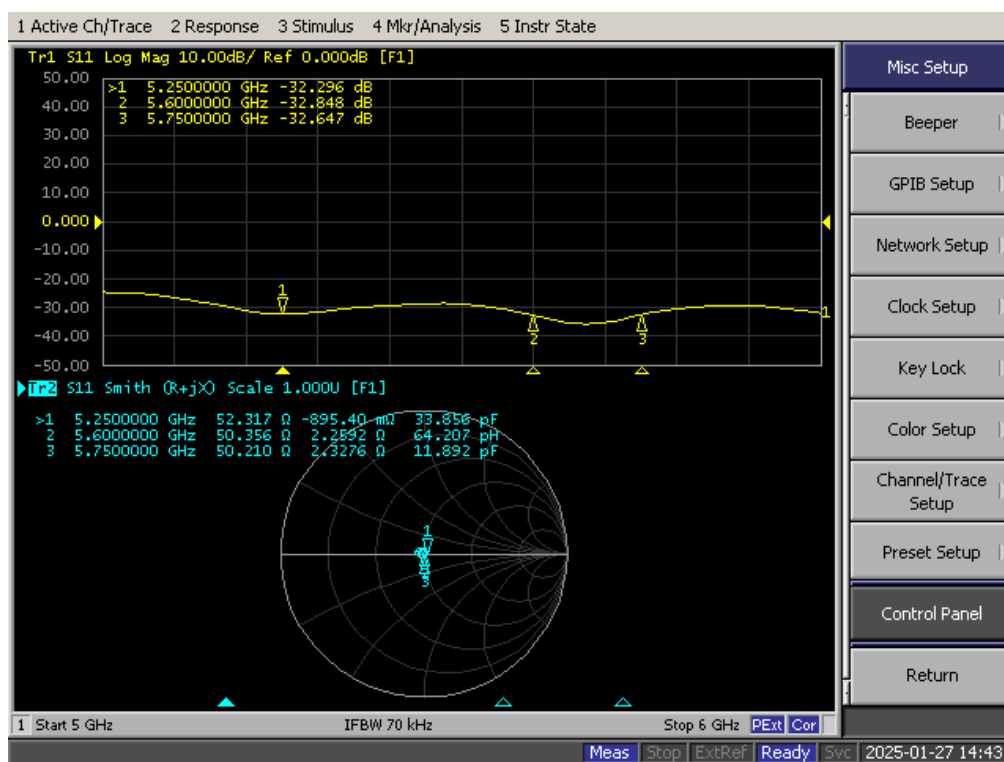 1 Active Ch/Trace 2 Response 3 Stimulus 4 Mkr/Analysis 5 Instr State
Tr1 S11 Log Mag 10.00dB/ Ref 0.000dB [F1]
50.00
>1 5.2500000 GHz -32.296 dB
2 5.6000000 GHz -32.848 dB
3 5.7500000 GHz -32.647 dB
40.00
30.00
20.00
10.00
0.000
-10.00
-20.00
-30.00
-40.00
-50.00
1
2
3
1
Tr2 S11 Smith (R+jX) Scale 1.000U [F1]
>1 5.2500000 GHz 52.317 Ω -895.40 mΩ 33.856 pF
2 5.6000000 GHz 50.356 Ω 2.2592 Ω 64.207 pH
3 5.7500000 GHz 50.210 Ω 2.3276 Ω 11.892 pF
1
3
1 Start 5 GHz IFBW 70 kHz Stop 6 GHz PExt Cor
Misc Setup
Beeper
GPIB Setup
Network Setup
Clock Setup
Key Lock
Color Setup
Channel/Trace
Setup
Preset Setup
Control Panel
Return
Meas Stop ExtRef Ready Svc 2025-01-27 14:43